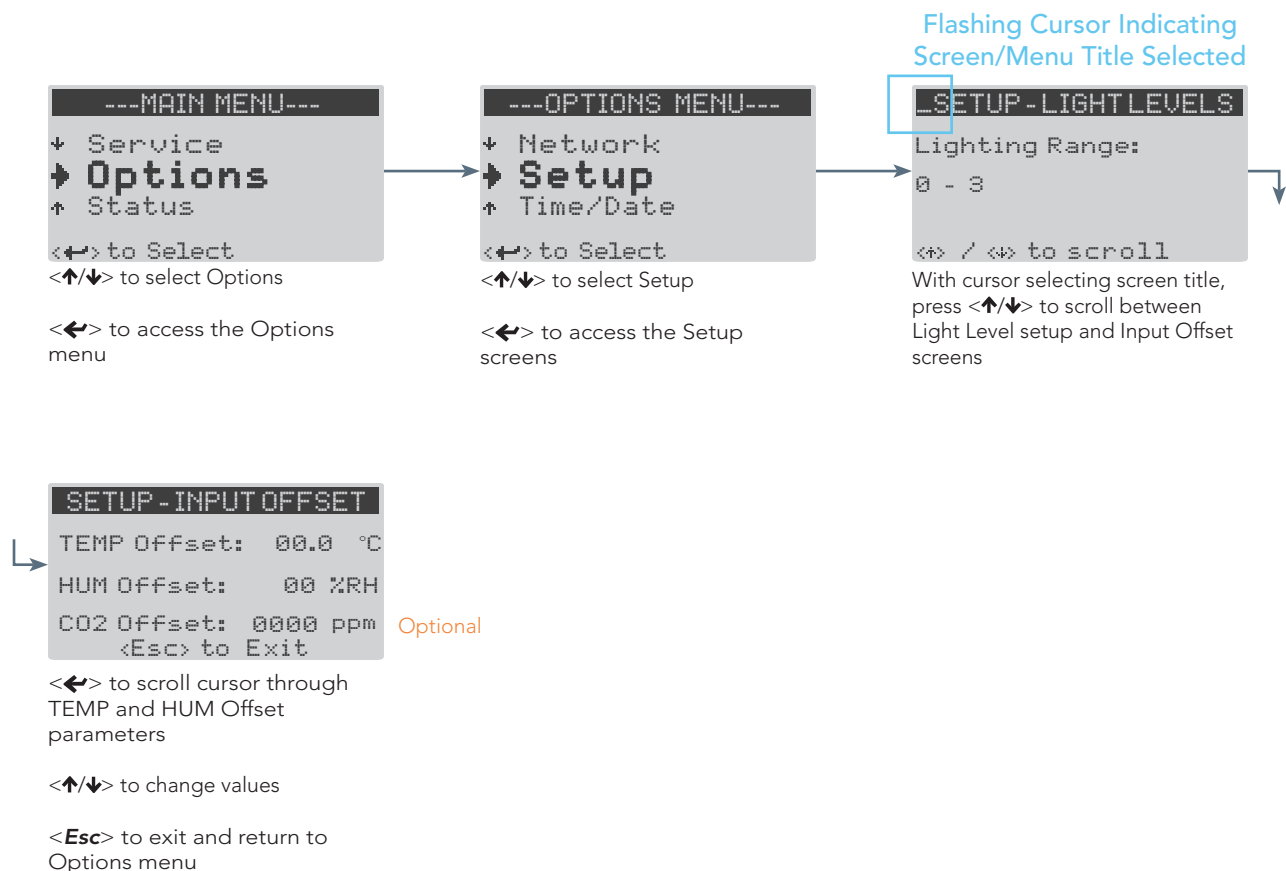 Flashing Cursor Indicating
Screen/Menu Title Selected
---MAIN MENU---
↓ Service
→ Options
↑ Status
<↵> to Select
<↑/↓> to select Options
<↵> to access the Options
menu
---OPTIONS MENU---
↓ Network
→ Setup
↑ Time/Date
<↵> to Select
<↑/↓> to select Setup
<↵> to access the Setup
screens
_SETUP-LIGHT LEVELS
Lighting Range:
0 - 3
<↑> / <↓> to scroll
With cursor selecting screen title,
press <↑/↓> to scroll between
Light Level setup and Input Offset
screens
SETUP-INPUT OFFSET
TEMP Offset: 00.0 °C
HUM Offset: 00 %RH
CO2 Offset: 0000 ppm Optional
<Esc> to Exit
<↵> to scroll cursor through
TEMP and HUM Offset
parameters
<↑/↓> to change values
<Esc> to exit and return to
Options menu